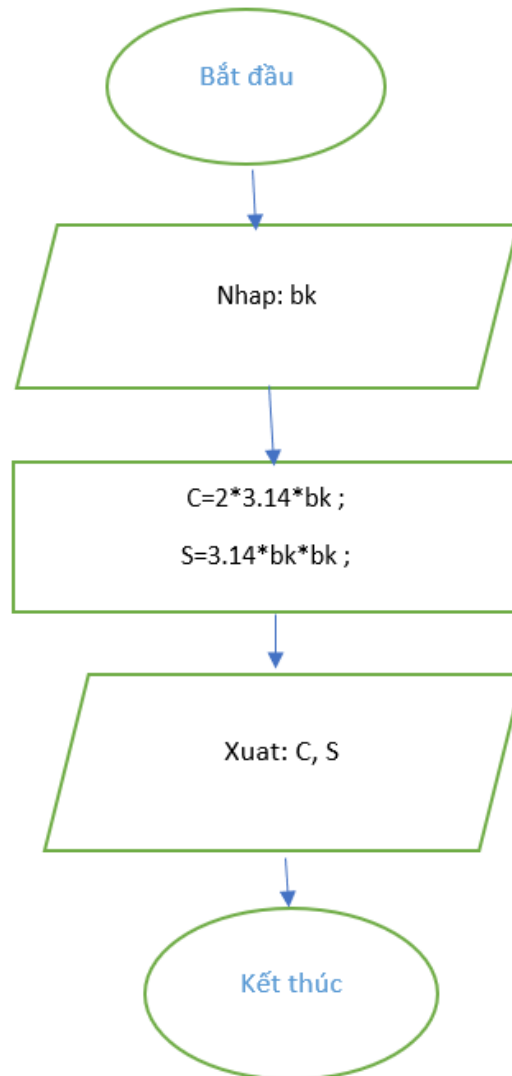 Bắt đầu
Nhap: bk
C=2*3.14*bk ;
S=3.14*bk*bk ;
Xuat: C, S
Kết thúc